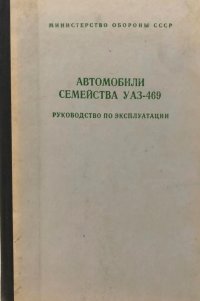 МИНИСТЕРСТВО ОБОРОНЫ СССР
АВТОМОБИЛИ
СЕМЕЙСТВА УАЗ-469
РУКОВОДСТВО ПО ЭКСПЛУАТАЦИИ